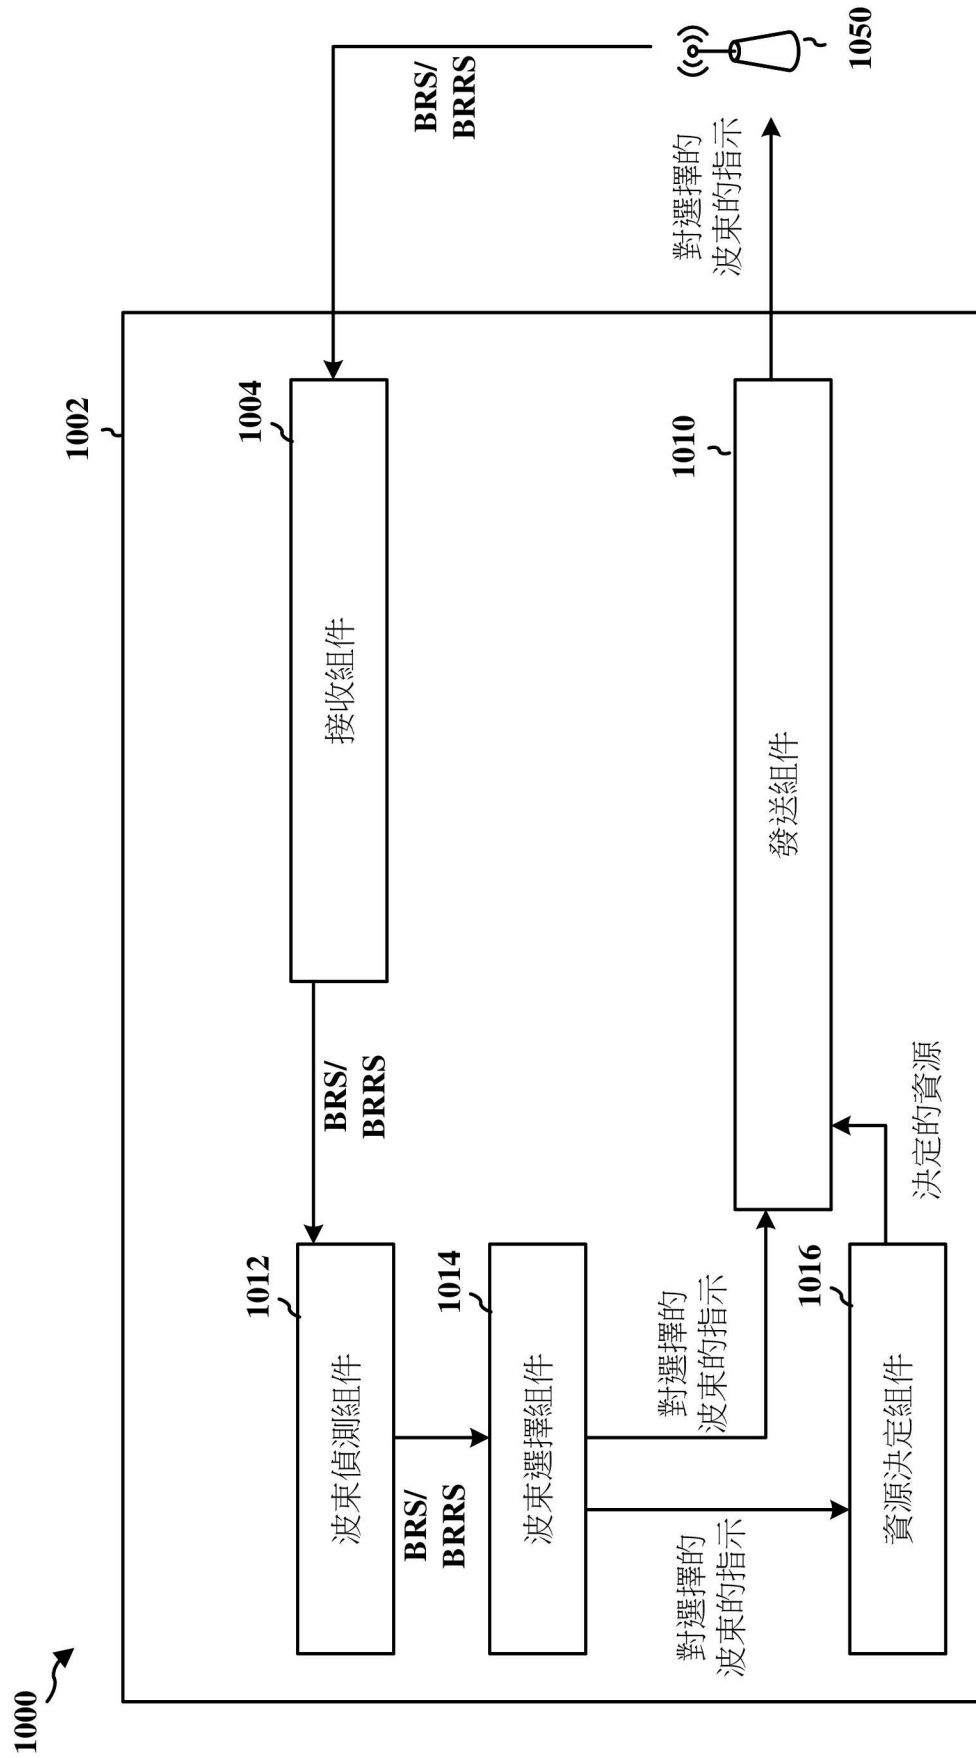 1000
1002
BRS/
BRRS
1050
1004
接收組件
BRS/
BRRS
1012
波束偵測組件
BRS/
BRRS
1014
波束選擇組件
對選擇的
波束的指示
對選擇的
波束的指示
1016
資源決定組件
決定的資源
1010
發送組件
對選擇的
波束的指示